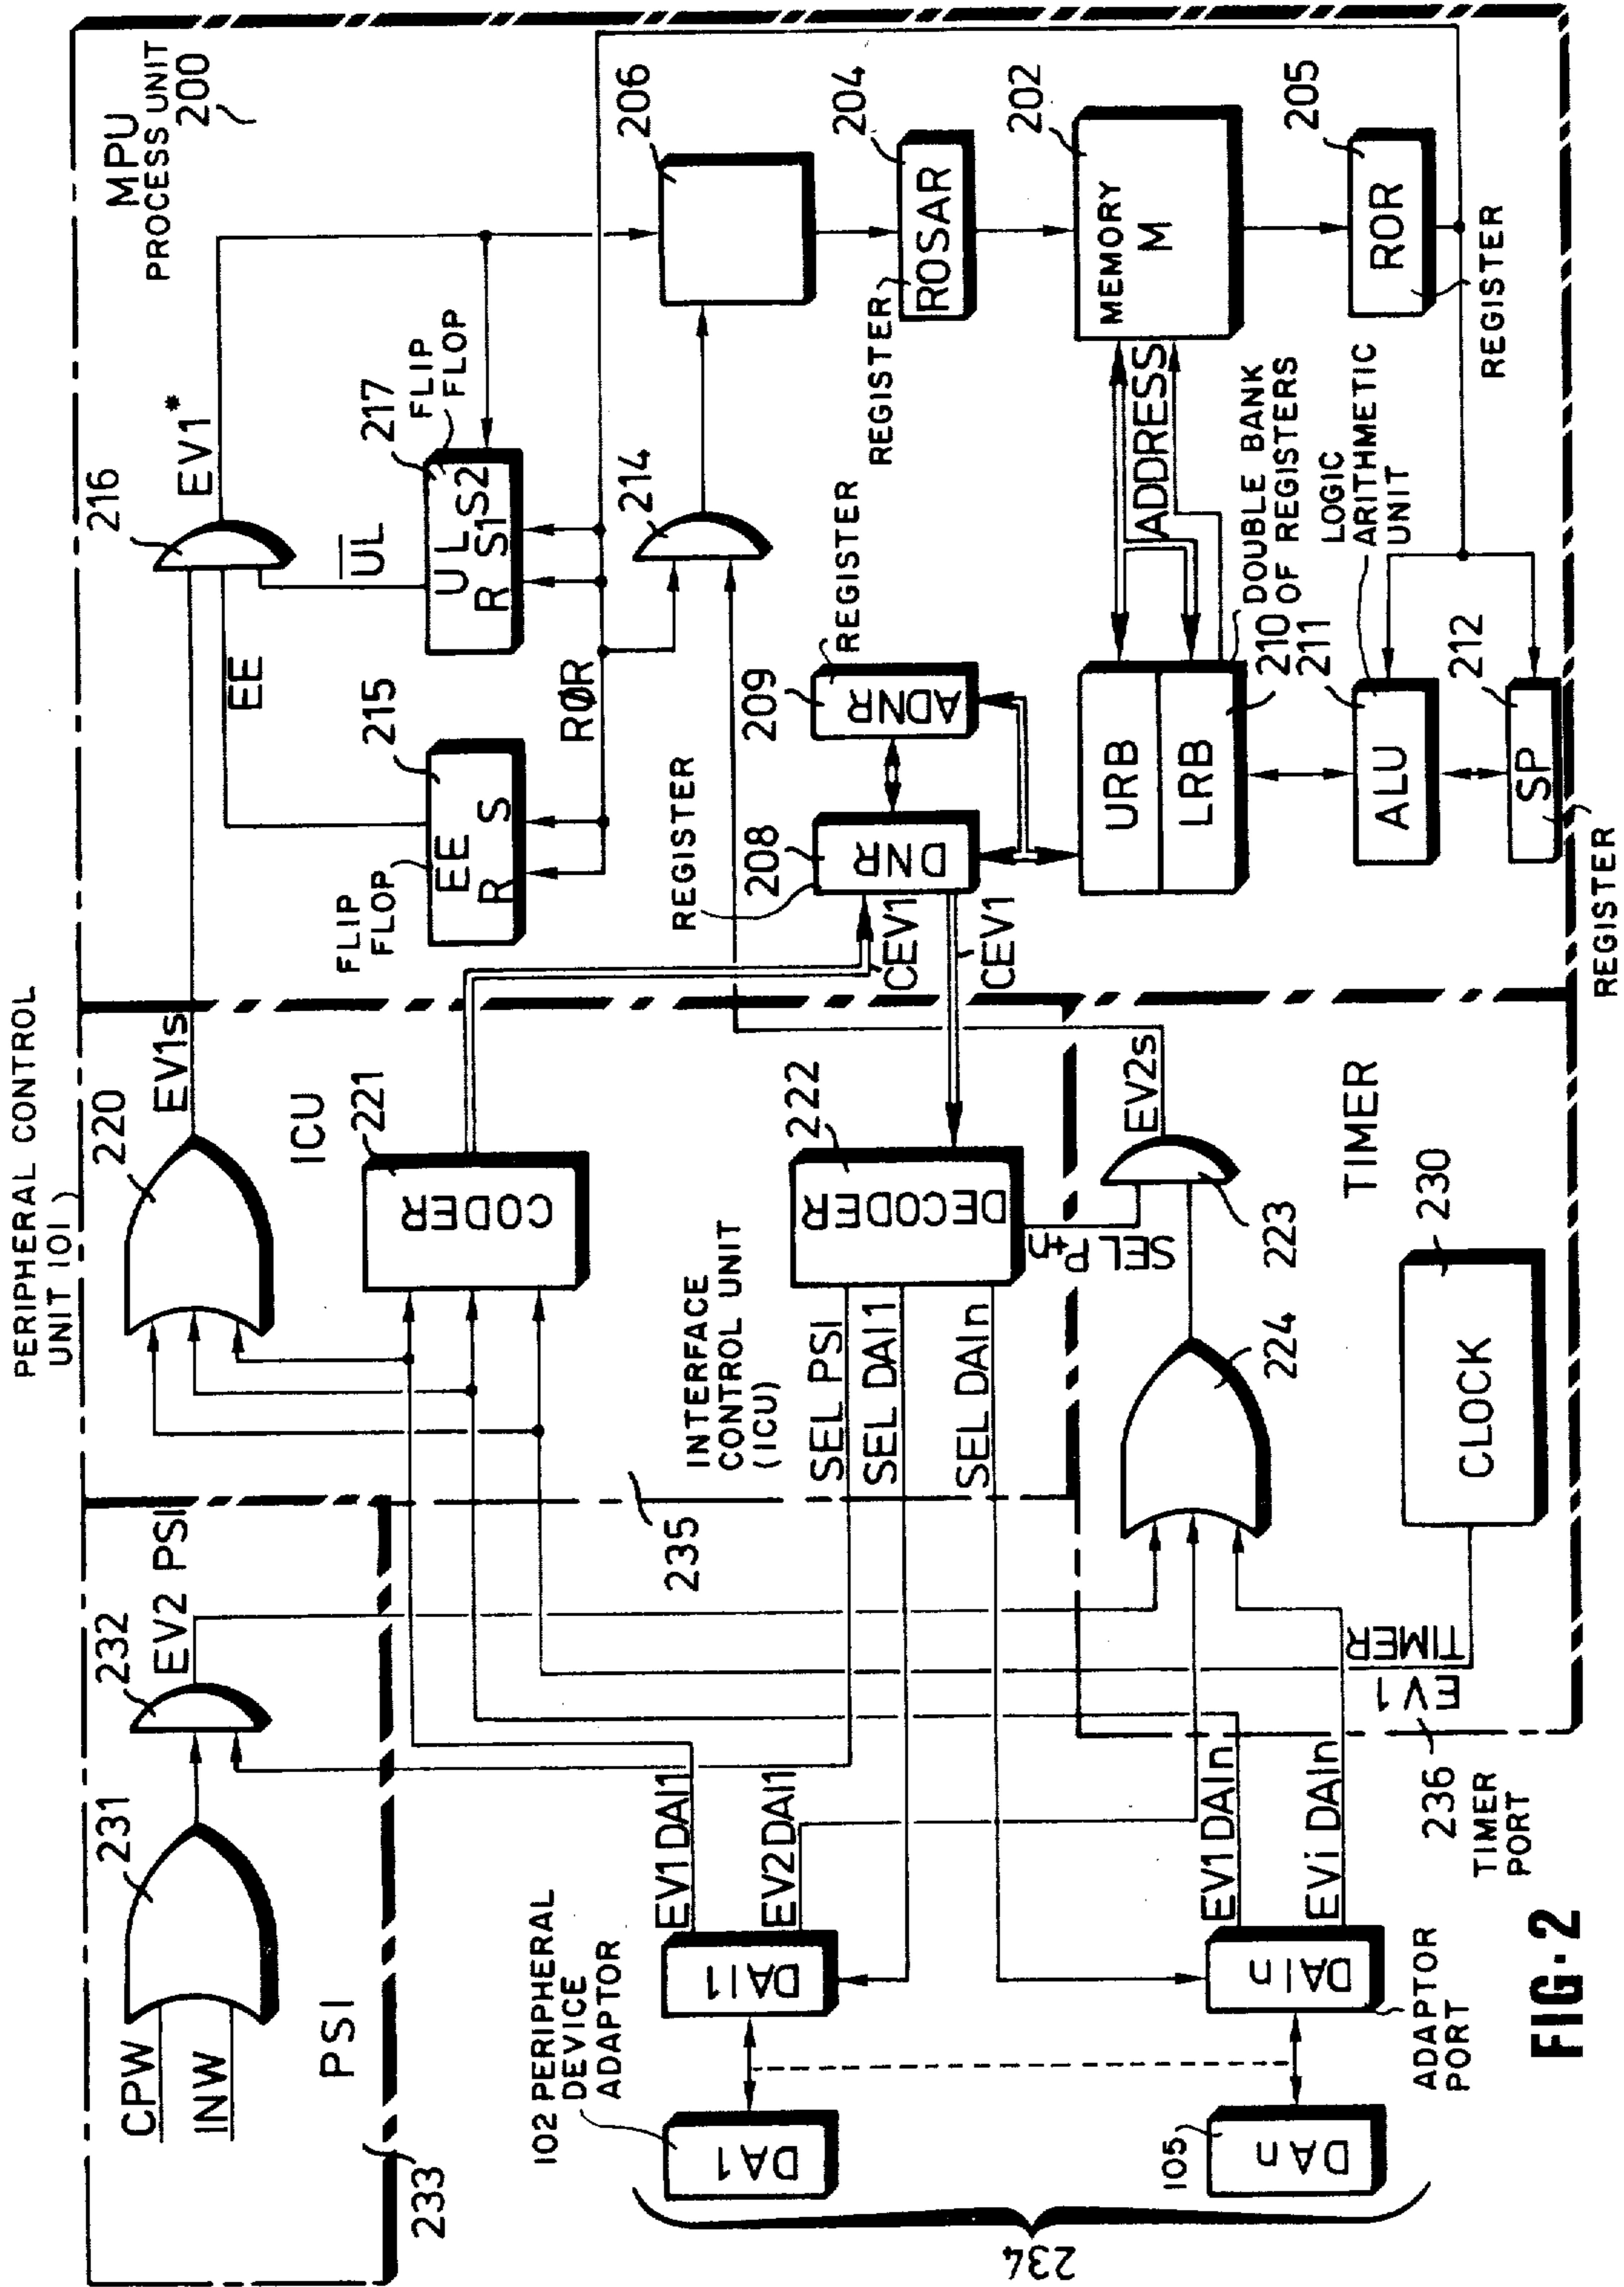 PERIPHERAL CONTROL
UNIT 101
MPU
PROCESS UNIT
200
CPW
INW
231
232
EV2 PSI
PSI
233
220
EV1s
ICU
221
CODER
216
EV1*
EE
UL
FLIP
FLOP
215
EE
R S
217
FLIP
FLOP
UL
R S1 S2
RØR
214
206
REGISTER
204
ROSAR
202
MEMORY
M
205
ROR
REGISTER
REGISTER
208
DNR
209
ADNR
REGISTER
CEV1
CEV1
ADDRESS
URB
LRB
DOUBLE BANK
OF REGISTERS
210
211
LOGIC
ARITHMETIC
UNIT
ALU
212
SP
REGISTER
INTERFACE
CONTROL UNIT
(ICU)
235
222
DECODER
SEL PSI
SEL DAI1
SEL DAIn
SEL
EV2s
223
224
TIMER
230
CLOCK
EV1
TIMER
236
TIMER
PORT
102 PERIPHERAL
DEVICE
ADAPTOR
DA1
DAI1
EV1DAI1
EV2DAI1
105
DAn
DAIn
EV1DAIn
EVi DAIn
ADAPTOR
PORT
234
FIG.2